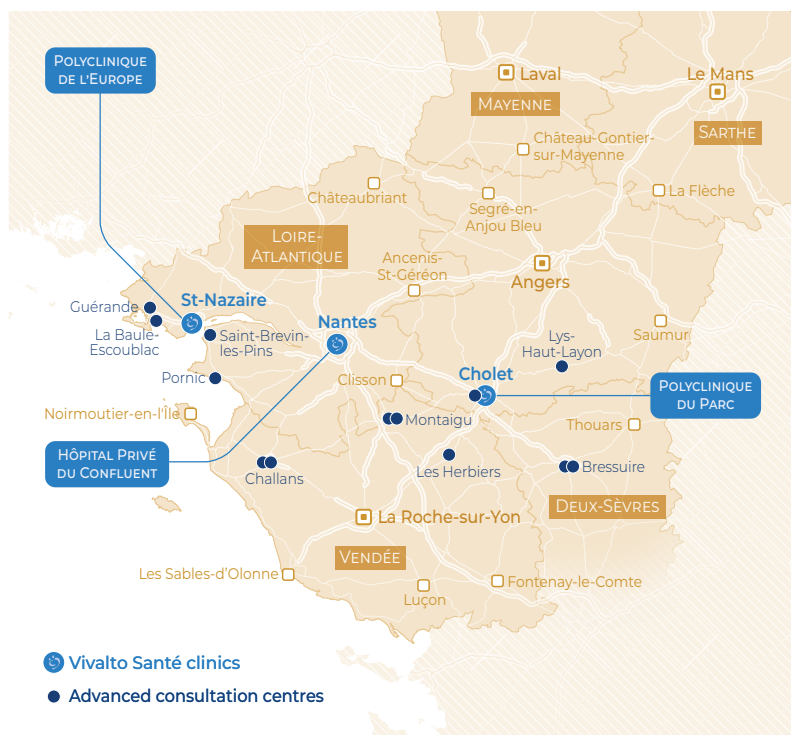 POLYCLINIQUE
DE L'EUROPE
Laval
Le Mans
MAYENNE
SARTHE
Château-Gontier-
sur-Mayenne
Châteaubriant
Segré-en-
Anjou Bleu
La Flèche
LOIRE-
ATLANTIQUE
Ancenis-
St-Géréon
Angers
Guérande
St-Nazaire
La Baule-
Escoublac
Saint-Brevin-
les-Pins
Nantes
Lys-
Haut-Layon
Saumur
Pornic
Clisson
Cholet
POLYCLINIQUE
DU PARC
Noirmoutier-en-l'Île
Montaigu
Thouars
HÔPITAL PRIVÉ
DU CONFLUENT
Challans
Les Herbiers
Bressuire
La Roche-sur-Yon
DEUX-SÈVRES
VENDÉE
Les Sables-d'Olonne
Luçon
Fontenay-le-Comte
Vivalto Santé clinics
Advanced consultation centres